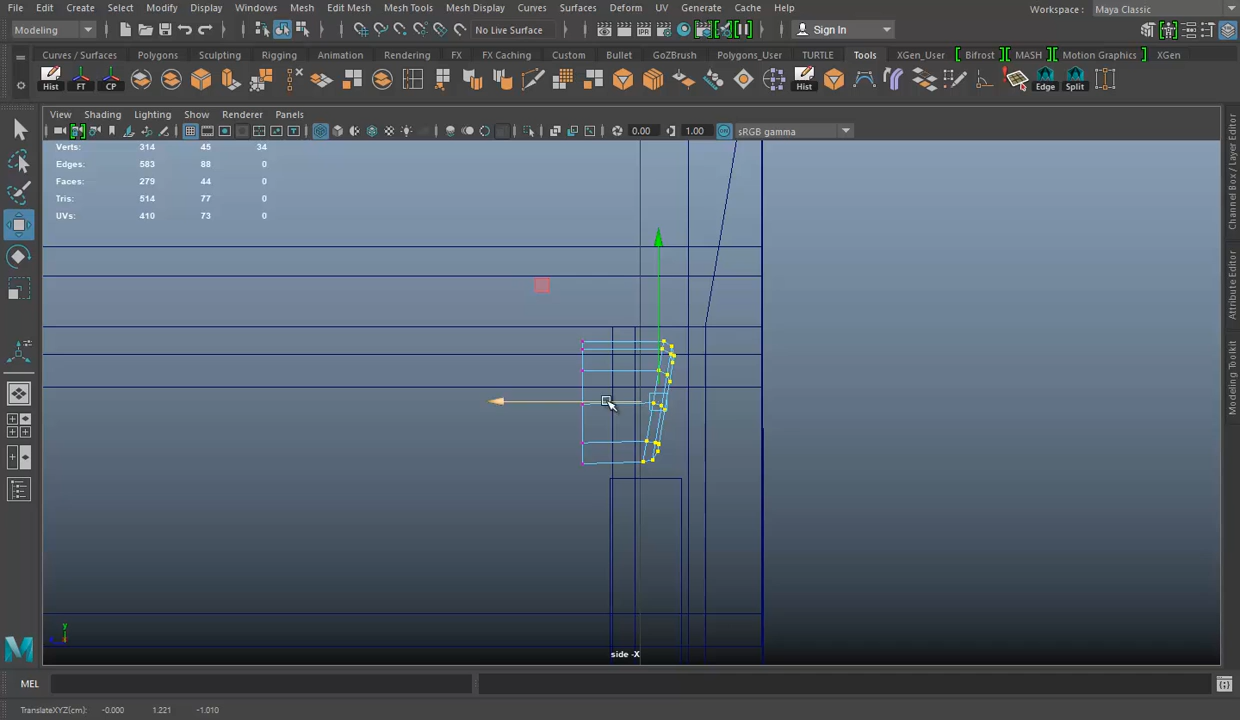 File Edit Create Select Modify Display Windows Mesh Edit Mesh Mesh Tools Mesh Display Curves Surfaces Deform UV Generate Cache Help Workspace : Maya Classic
Modeling No Live Surface IPR Sign In
Curves / Surfaces Polygons Sculpting Rigging Animation Rendering FX FX Caching Custom Bullet GoZBrush Polygons_User TURTLE Tools XGen_User Bifrost MASH Motion Graphics XGen
Hist FT CP Hist Edge Split
View Shading Lighting Show Renderer Panels
0.00 1.00 sRGB gamma
Verts: 314 45 34
Edges: 583 88 0
Faces: 279 44 0
Tris: 514 77 0
UVs: 410 73 0
Channel Box / Layer Editor
Attribute Editor
Modeling Toolkit
y
side -X
MEL
TranslateXYZ(cm): -0.000 1.221 -1.010